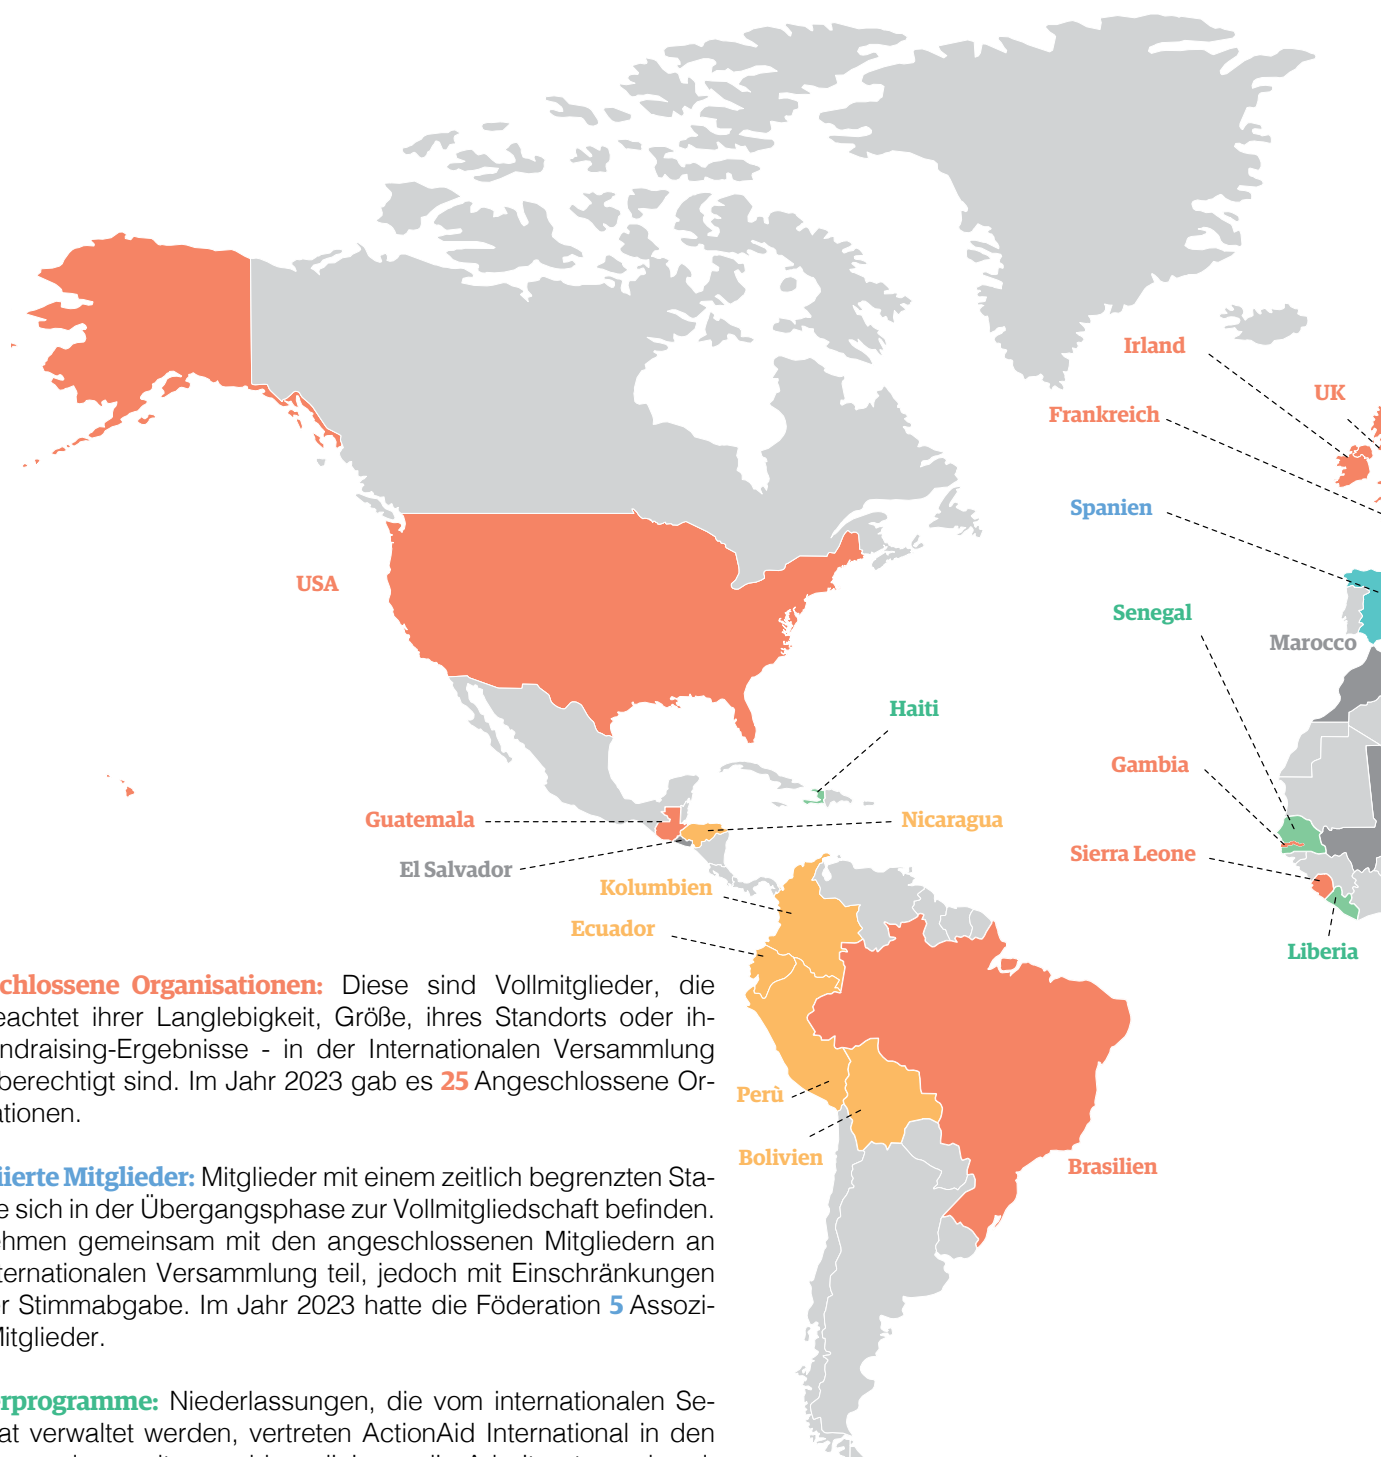 Irland
UK
Frankreich
Spanien
USA
Senegal
Marocco
Haiti
Gambia
Guatemala
Nicaragua
El Salvador
Sierra Leone
Kolumbien
Ecuador
Liberia
chlossene Organisationen: Diese sind Vollmitglieder, die
eachtet ihrer Langlebigkeit, Größe, ihres Standorts oder ih-
ndraising-Ergebnisse - in der Internationalen Versammlung
berechtigt sind. Im Jahr 2023 gab es 25 Angeschlossene Or-
ationen.
Perù
Bolivien
Brasilien
iierte Mitglieder: Mitglieder mit einem zeitlich begrenzten Sta-
e sich in der Übergangsphase zur Vollmitgliedschaft befinden.
ehmen gemeinsam mit den angeschlossenen Mitgliedern an
ternationalen Versammlung teil, jedoch mit Einschränkungen
r Stimmabgabe. Im Jahr 2023 hatte die Föderation 5 Assozi-
Mitglieder.
erprogramme: Niederlassungen, die vom internationalen Se-
at verwaltet werden, vertreten ActionAid International in den